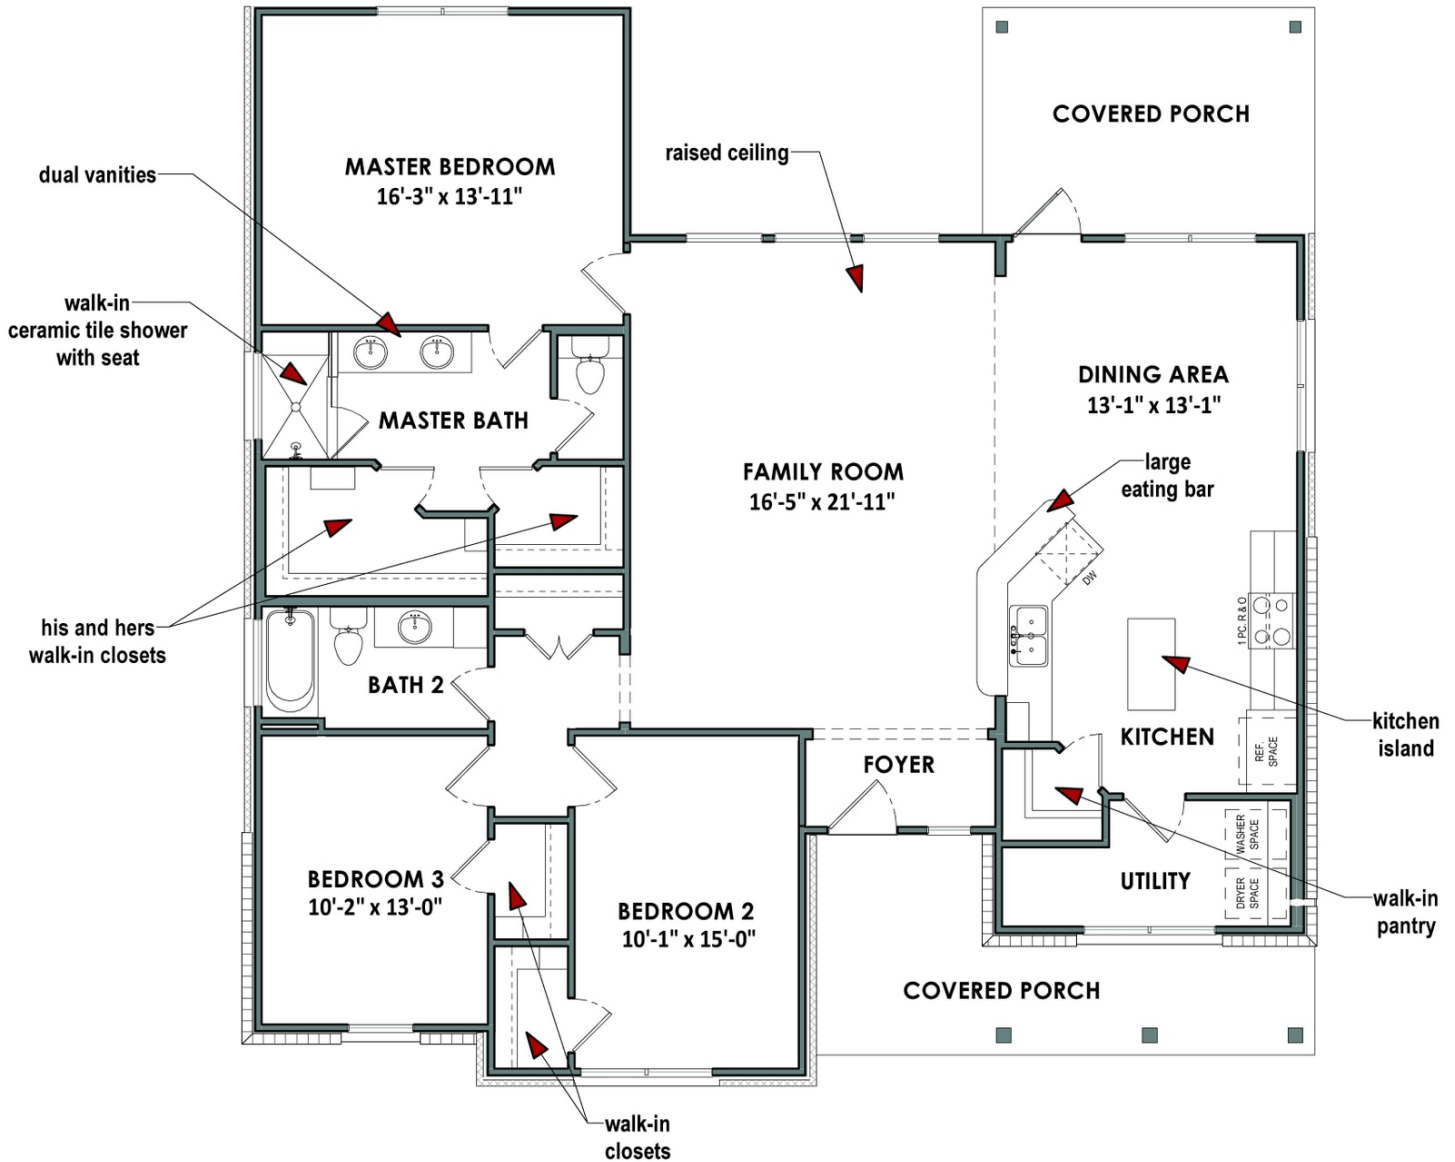 COVERED PORCH
raised ceiling
MASTER BEDROOM
16'-3" x 13'-11"
dual vanities
walk-in
ceramic tile shower
with seat
MASTER BATH
DINING AREA
13'-1" x 13'-1"
FAMILY ROOM
16'-5" x 21'-11"
large
eating bar
DW
1 PC. R & O
his and hers
walk-in closets
BATH 2
KITCHEN
REF.
SPACE
kitchen
island
FOYER
WASHER
SPACE
DRYER
SPACE
UTILITY
walk-in
pantry
BEDROOM 3
10'-2" x 13'-0"
BEDROOM 2
10'-1" x 15'-0"
COVERED PORCH
walk-in
closets